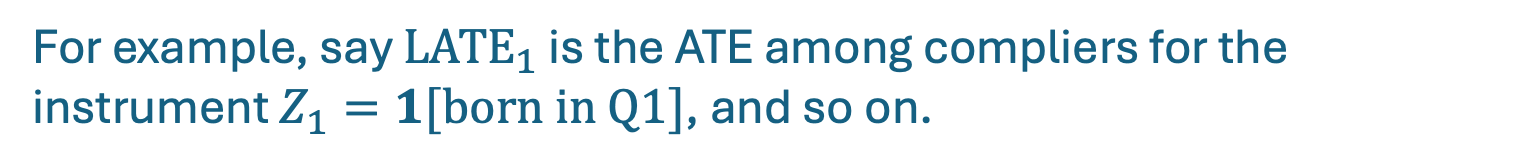 For example, say LATE₁ is the ATE among compliers for the
instrument Z₁ = 1[born in Q1], and so on.